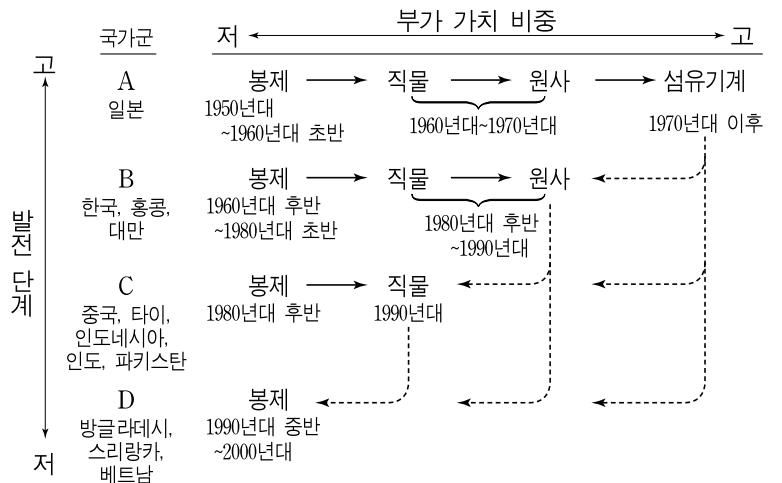 부가 가치 비중
국가군
저
고
고
발전 단계
저
A
일본
봉제
직물
원사
섬유기계
1950년대
~1960년대 초반
1960년대~1970년대
1970년대 이후
B
한국, 홍콩,
대만
봉제
직물
원사
1960년대 후반
~1980년대 초반
1980년대 후반
~1990년대
C
중국, 타이,
인도네시아,
인도, 파키스탄
봉제
직물
1980년대 후반
1990년대
D
방글라데시,
스리랑카,
베트남
봉제
1990년대 중반
~2000년대